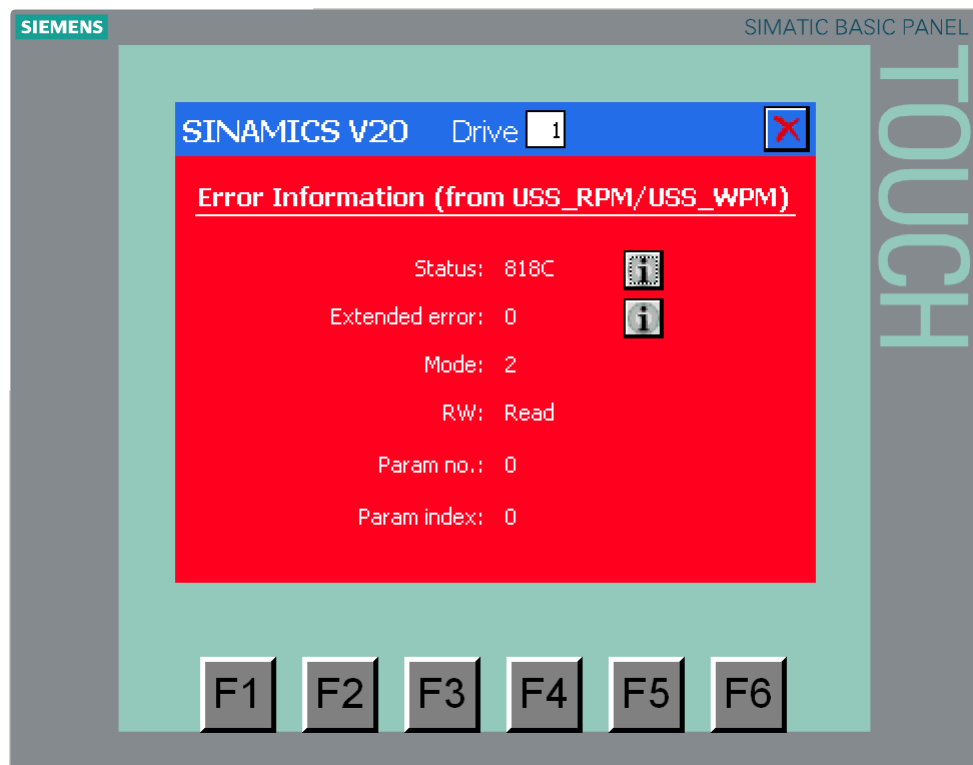 SIEMENS
SIMATIC BASIC PANEL
TOUCH
SINAMICS V20 Drive 1
Error Information (from USS_RPM/USS_WPM)
Status: 818C
Extended error: 0
Mode: 2
RW: Read
Param no.: 0
Param index: 0
F1 F2 F3 F4 F5 F6